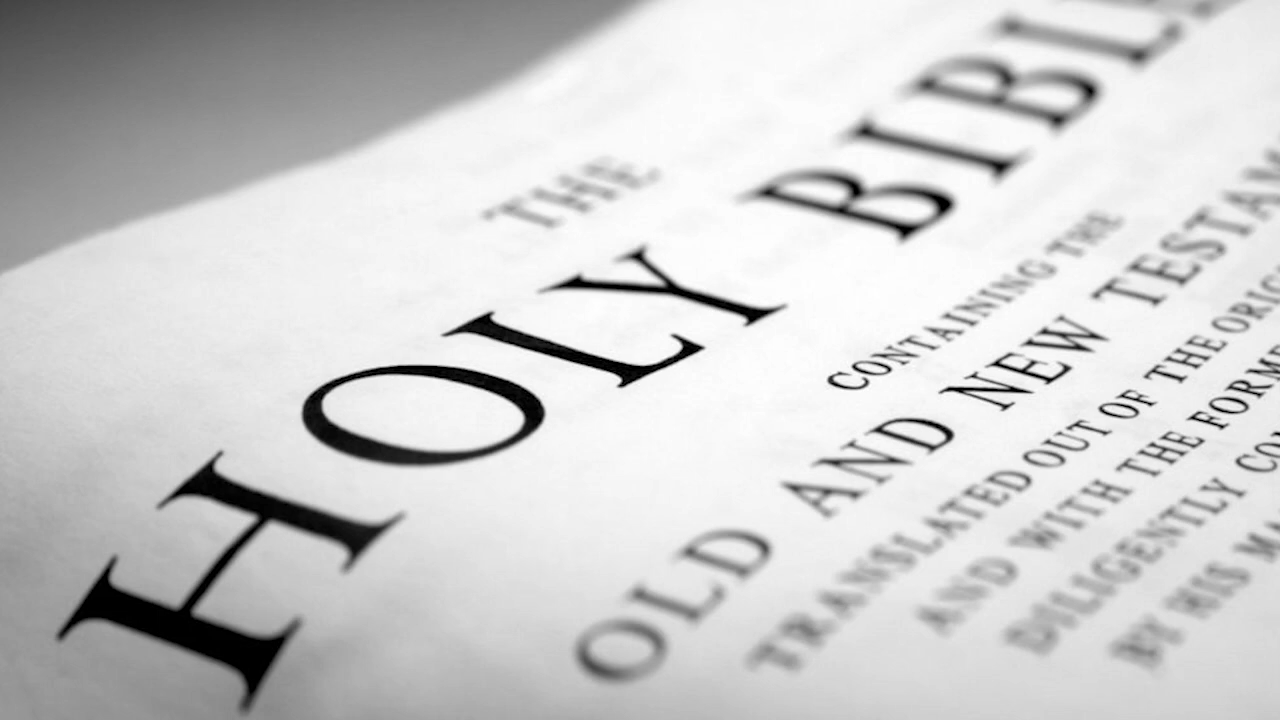 THE
HOLY BIBL
CONTAINING THE
OLD AND NEW TESTAM
TRANSLATED OUT OF THE ORIG
AND WITH THE FORME
DILIGENTLY CO
BY HIS MA